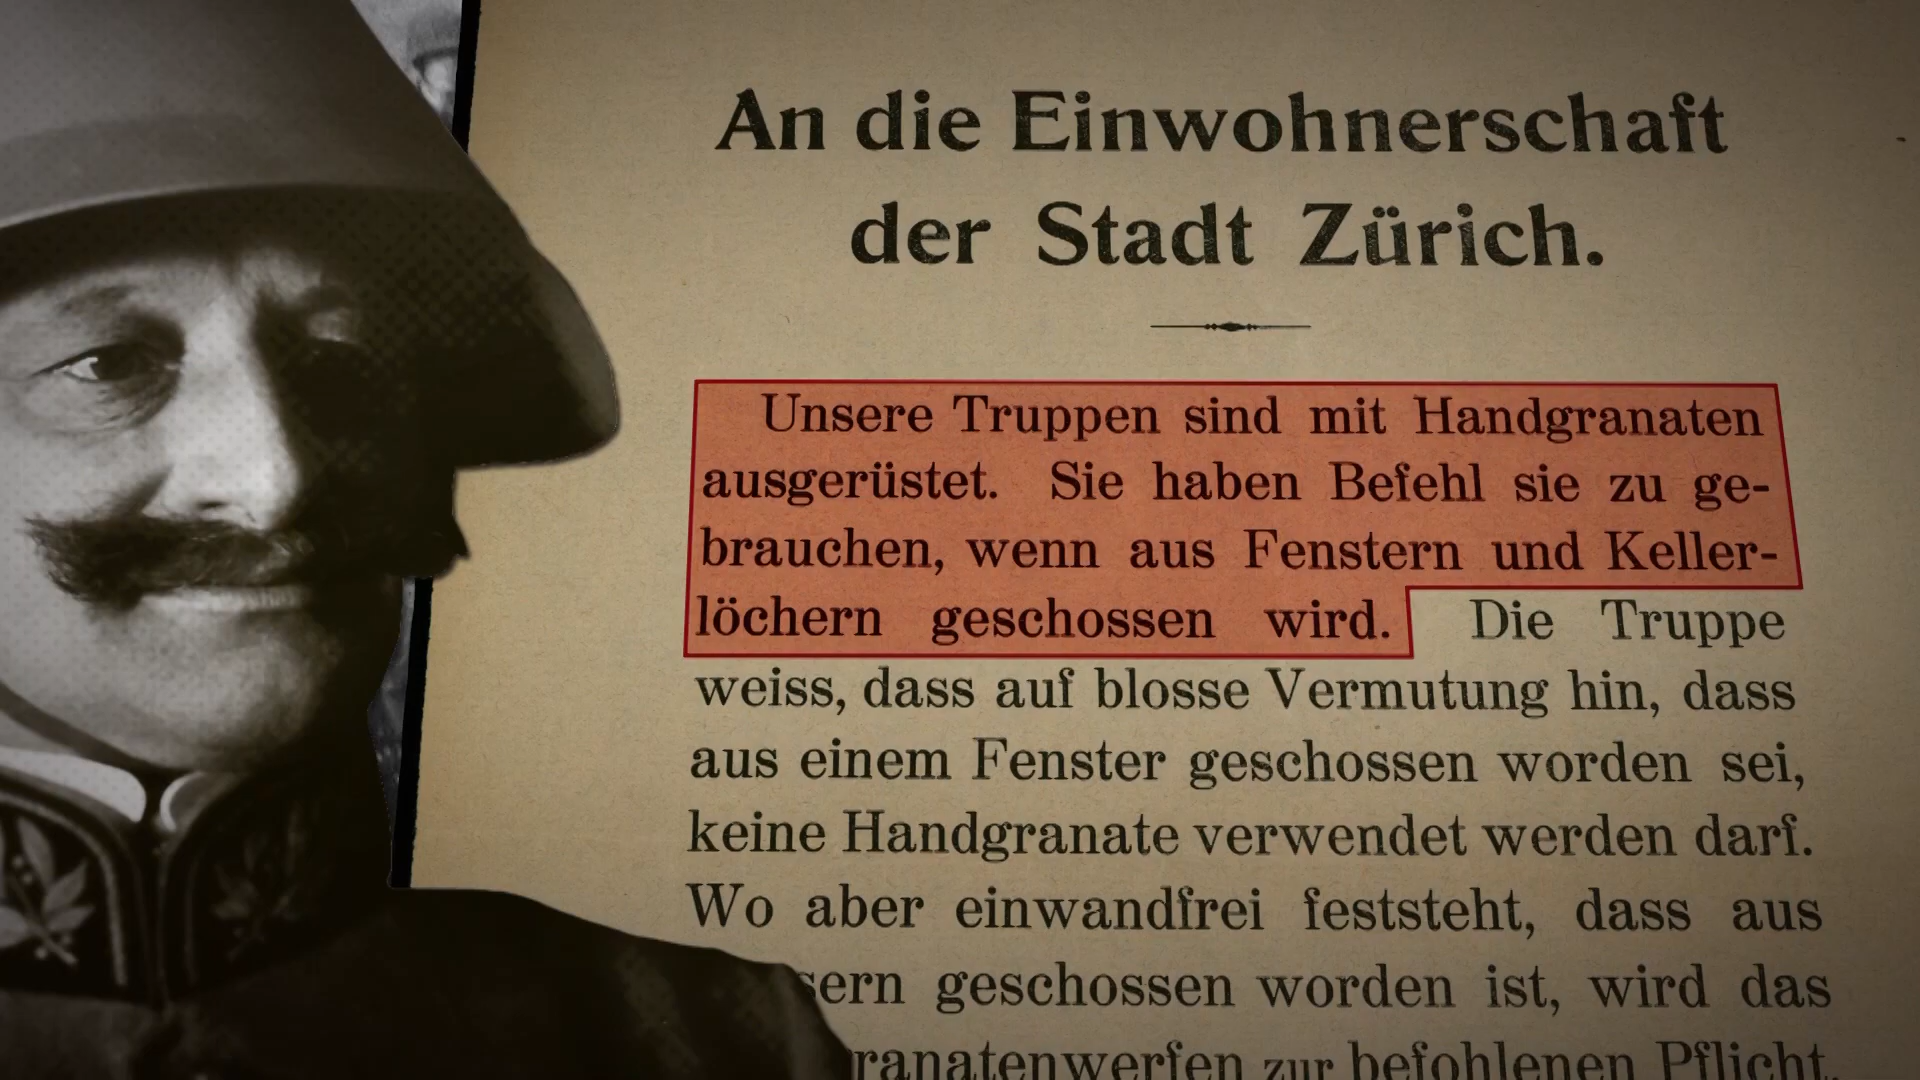 An die Einwohnerschaft
der Stadt Zürich.
Unsere Truppen sind mit Handgranaten
ausgerüstet. Sie haben Befehl sie zu ge-
brauchen, wenn aus Fenstern und Keller-
löchern geschossen wird. Die Truppe
weiss, dass auf blosse Vermutung hin, dass
aus einem Fenster geschossen worden sei,
keine Handgranate verwendet werden darf.
Wo aber einwandfrei feststeht, dass aus
geschossen worden ist, wird das
zur befohlenen Pflicht.